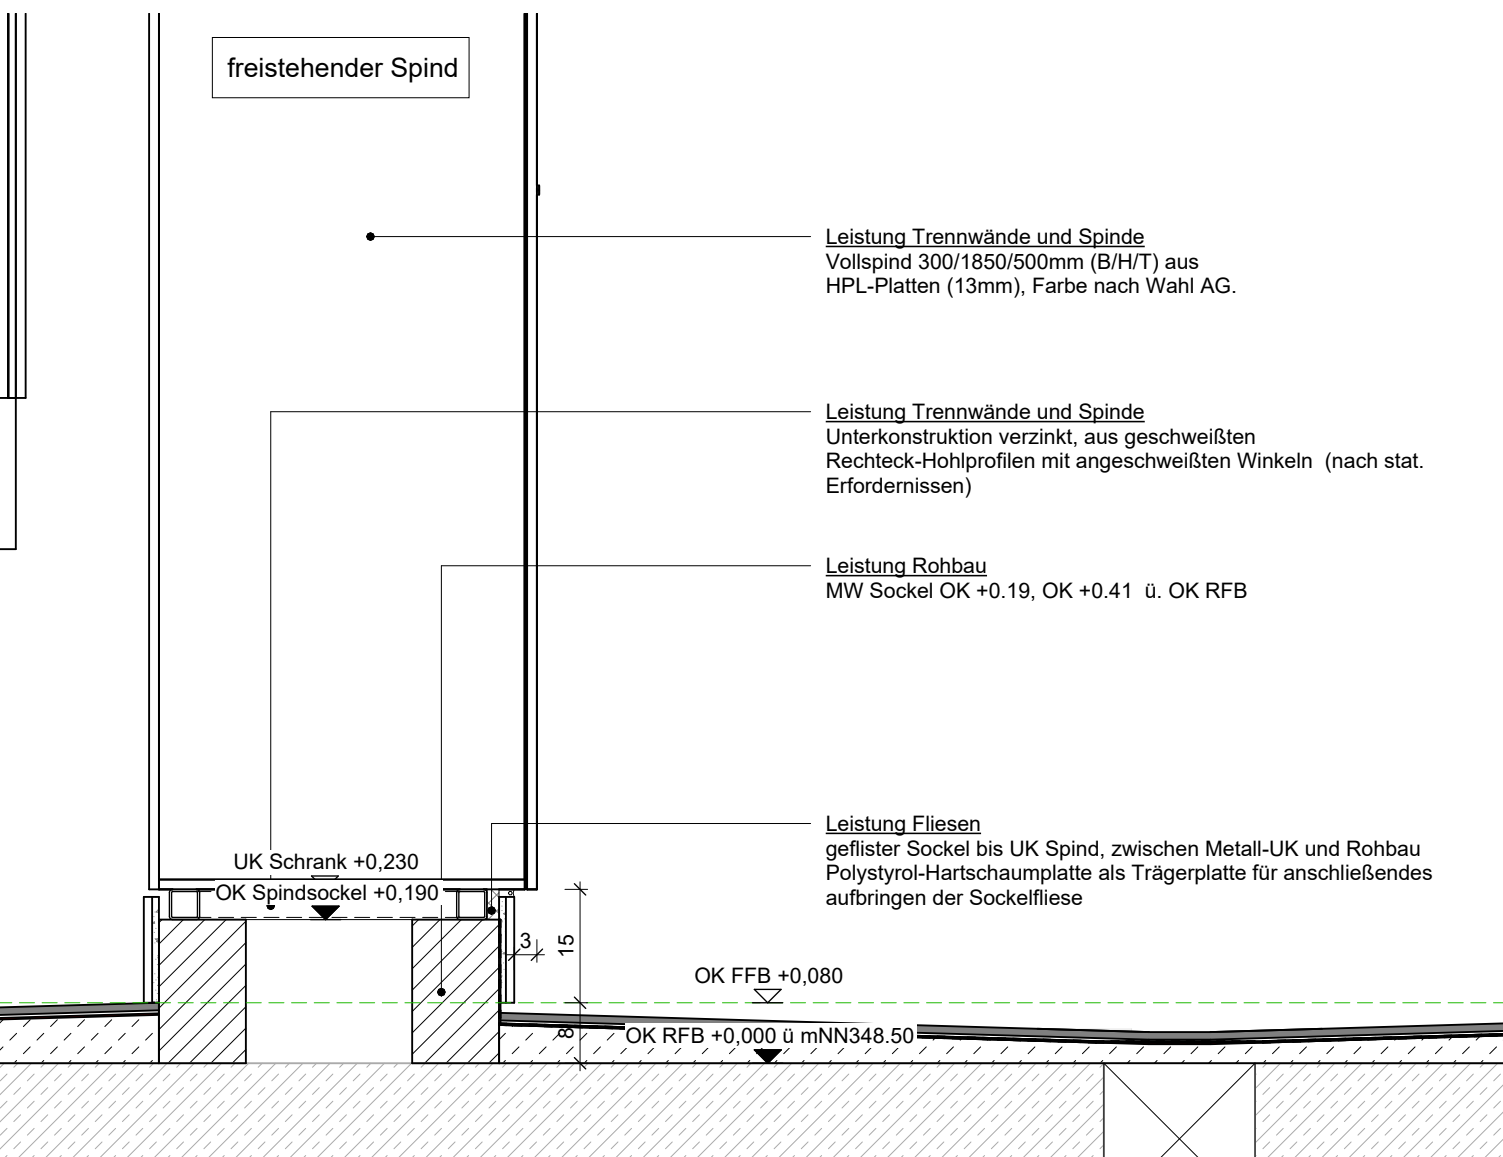 freistehender Spind
Leistung Trennwände und Spinde
Vollspind 300/1850/500mm (B/H/T) aus
HPL-Platten (13mm), Farbe nach Wahl AG.
Leistung Trennwände und Spinde
Unterkonstruktion verzinkt, aus geschweißten
Rechteck-Hohlprofilen mit angeschweißten Winkeln  (nach stat.
Erfordernissen)
Leistung Rohbau
MW Sockel OK +0.19, OK +0.41  ü. OK RFB
Leistung Fliesen
geflister Sockel bis UK Spind, zwischen Metall-UK und Rohbau
Polystyrol-Hartschaumplatte als Trägerplatte für anschließendes
aufbringen der Sockelfliese
UK Schrank +0,230
OK Spindsockel +0,190
3
15
OK FFB +0,080
8
OK RFB +0,000 ü mNN348.50